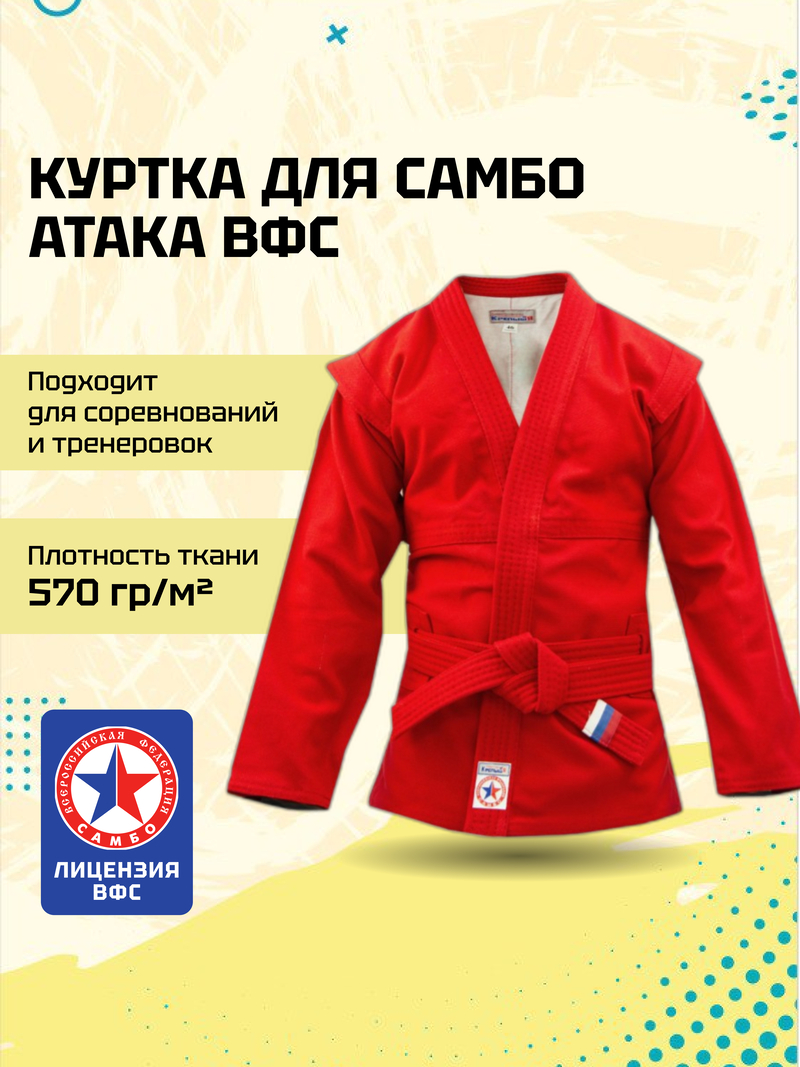 КУРТКА ДЛЯ САМБО
АТАКА ВФС
Подходит
для соревнований
и тренеровок
Плотность ткани
570 гр/м²
ВСЕРОССИЙСКАЯ ФЕДЕРАЦИЯ
САМБО
ЛИЦЕНЗИЯ
ВФС